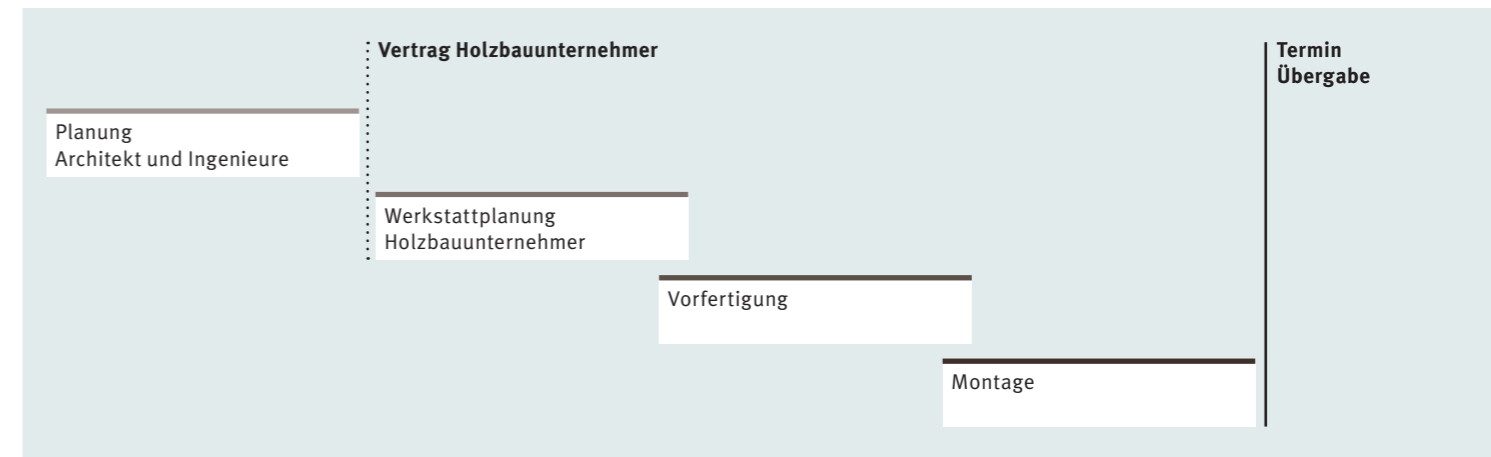 Vertrag Holzbauunternehmer
Termin
Übergabe
Planung
Architekt und Ingenieure
Werkstattplanung
Holzbauunternehmer
Vorfertigung
Montage